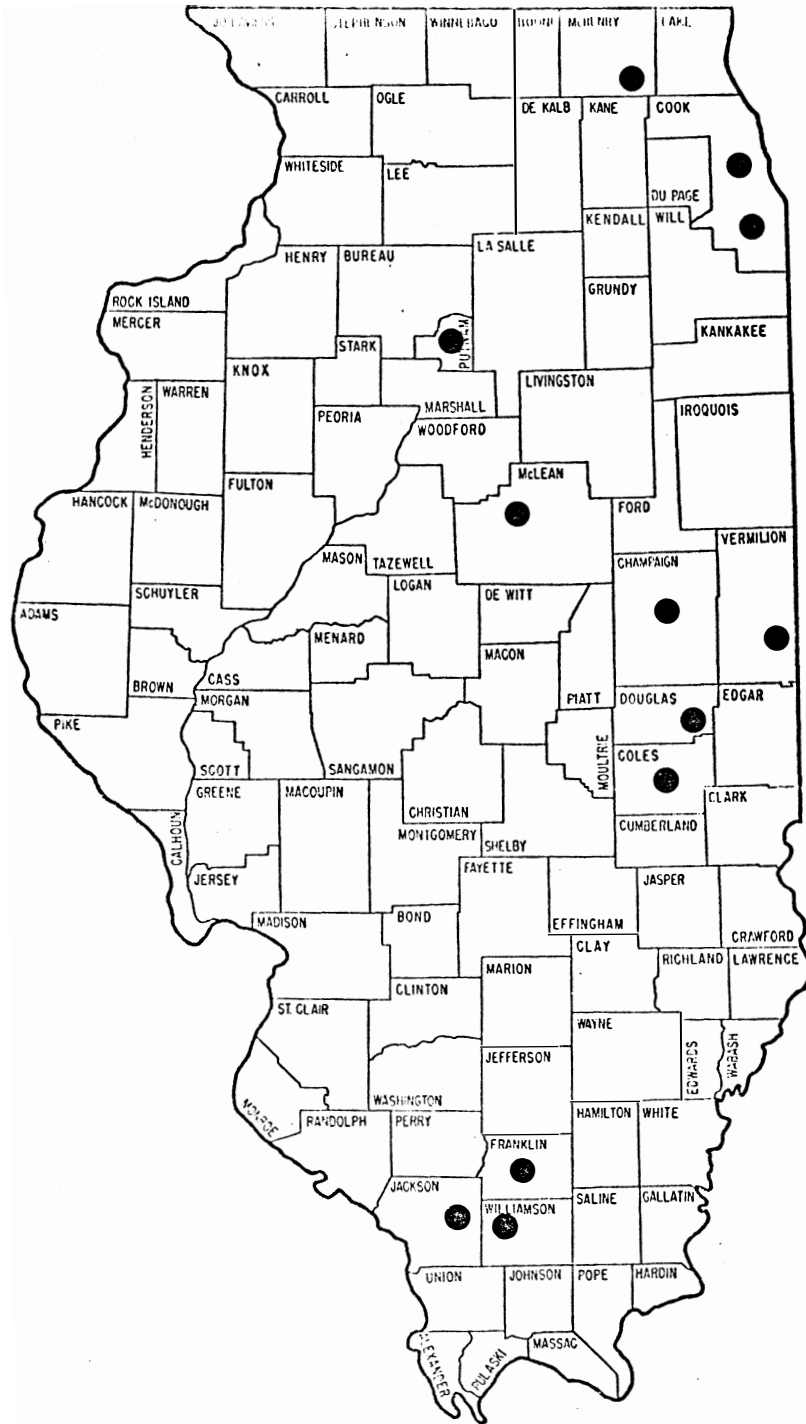 STEPHENSON
WINNEBAGO
BOONE
McHENRY
LAKE
CARROLL
OGLE
DE KALB
KANE
COOK
WHITESIDE
LEE
DU PAGE
KENDALL
WILL
LA SALLE
HENRY
BUREAU
ROCK ISLAND
MERCER
GRUNDY
PUTNAM
KANKAKEE
STARK
KNOX
LIVINGSTON
WARREN
HENDERSON
PEORIA
MARSHALL
IROQUOIS
WOODFORD
McLEAN
FULTON
HANCOCK
McDONOUGH
FORD
VERMILION
MASON
TAZEWELL
CHAMPAIGN
LOGAN
DE WITT
SCHUYLER
ADAMS
MENARD
MACON
CASS
BROWN
MORGAN
PIATT
DOUGLAS
EDGAR
PIKE
MOULTRIE
COLES
SCOTT
SANGAMON
GREENE
MACOUPIN
CLARK
CHRISTIAN
CALHOUN
MONTGOMERY
CUMBERLAND
SHELBY
FAYETTE
JERSEY
JASPER
MADISON
BOND
EFFINGHAM
CRAWFORD
CLAY
RICHLAND
LAWRENCE
MARION
CLINTON
ST. CLAIR
WAYNE
EDWARDS
WABASH
JEFFERSON
WASHINGTON
MONROE
RANDOLPH
PERRY
HAMILTON
WHITE
FRANKLIN
JACKSON
WILLIAMSON
SALINE
GALLATIN
UNION
JOHNSON
POPE
HARDIN
ALEXANDER
PULASKI
MASSAC